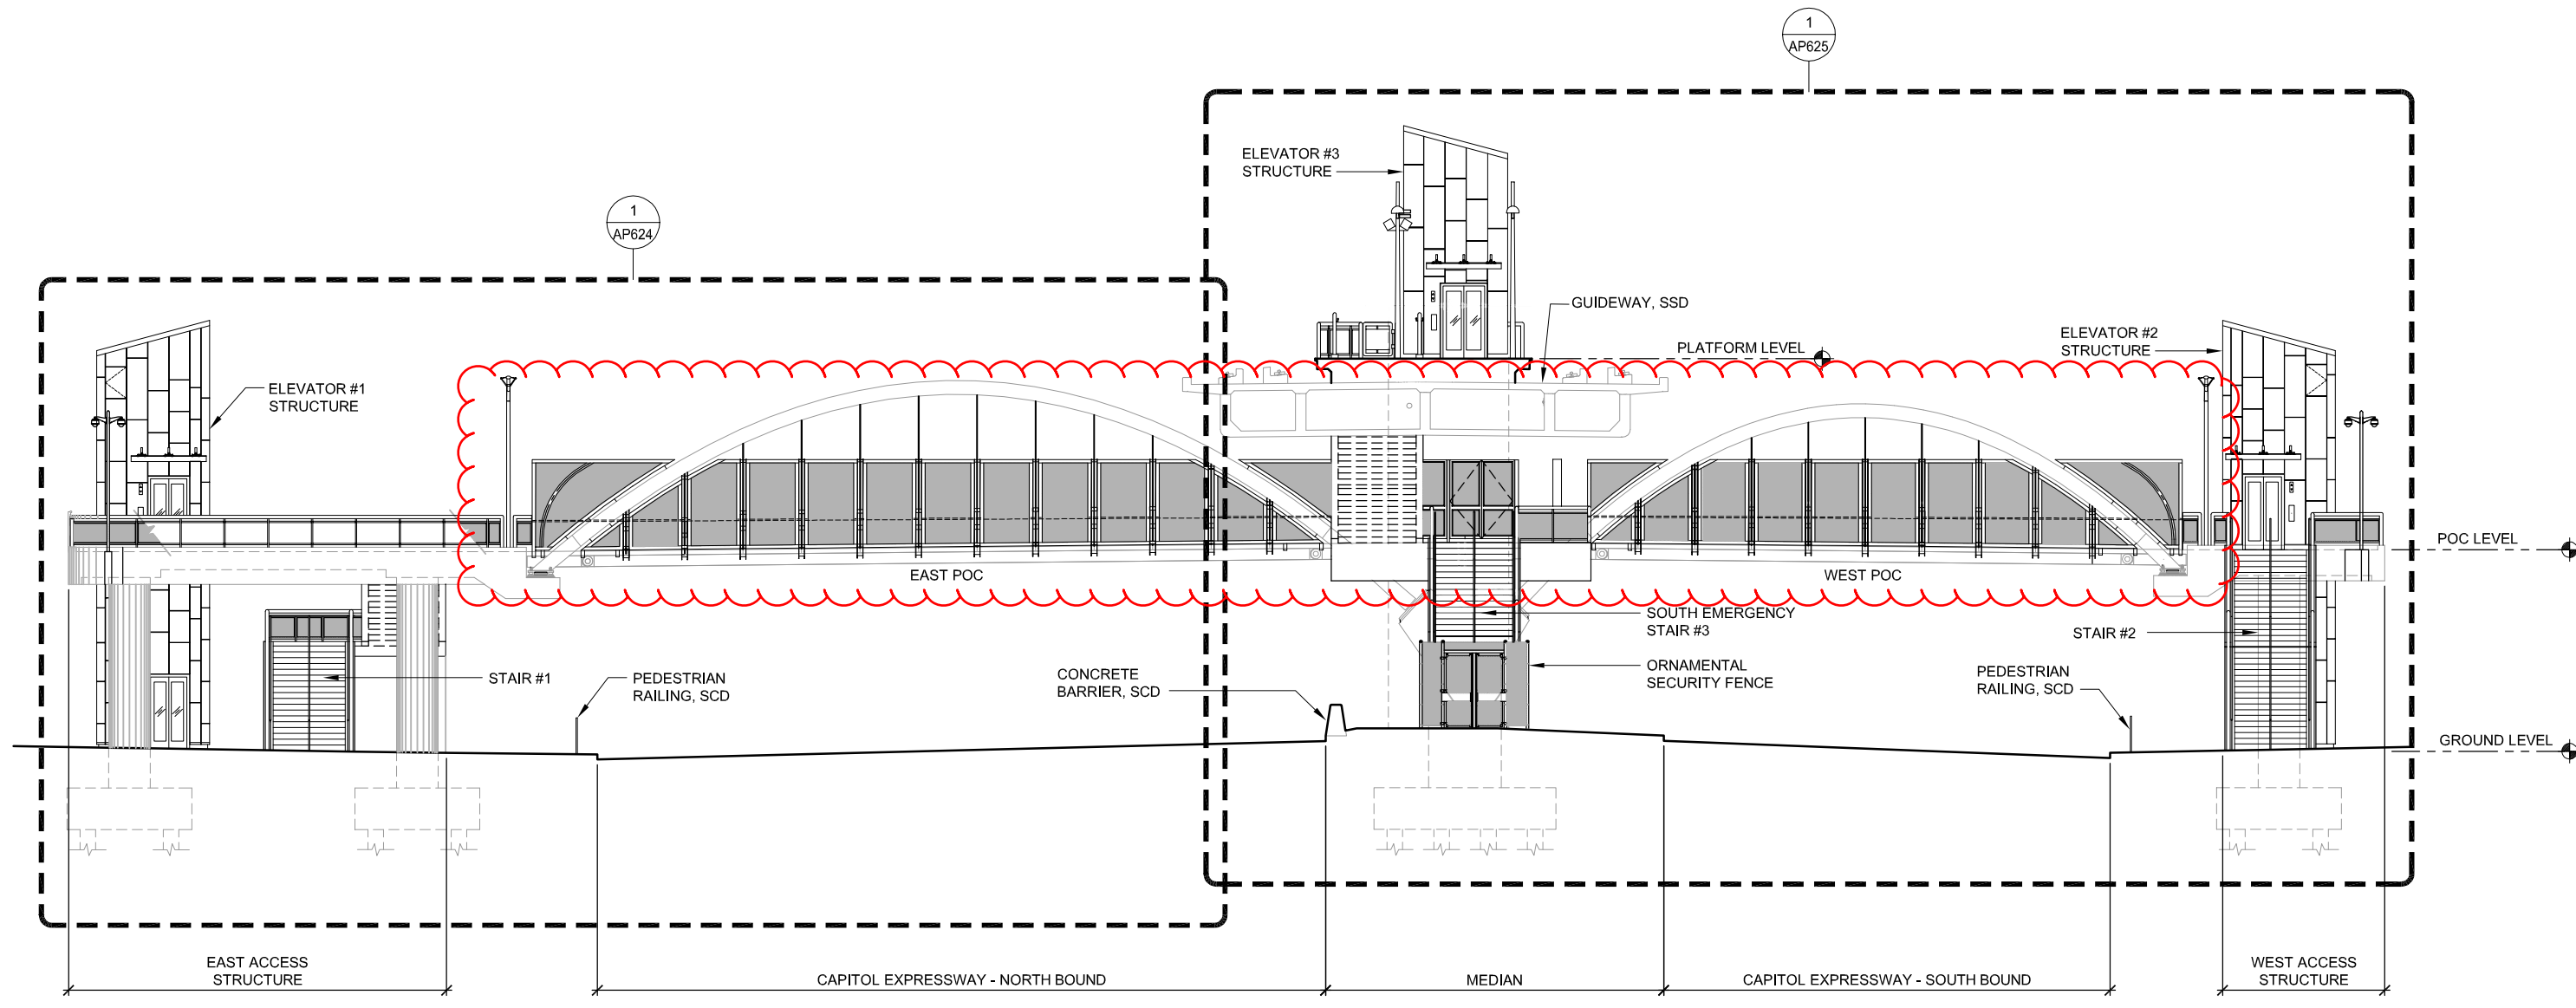 1
AP625
ELEVATOR #3
STRUCTURE
1
AP624
GUIDEWAY, SSD
PLATFORM LEVEL
ELEVATOR #2
STRUCTURE
ELEVATOR #1
STRUCTURE
POC LEVEL
EAST POC
WEST POC
SOUTH EMERGENCY
STAIR #3
STAIR #2
STAIR #1
PEDESTRIAN
RAILING, SCD
CONCRETE
BARRIER, SCD
ORNAMENTAL
SECURITY FENCE
PEDESTRIAN
RAILING, SCD
GROUND LEVEL
EAST ACCESS
STRUCTURE
CAPITOL EXPRESSWAY - NORTH BOUND
MEDIAN
CAPITOL EXPRESSWAY - SOUTH BOUND
WEST ACCESS
STRUCTURE